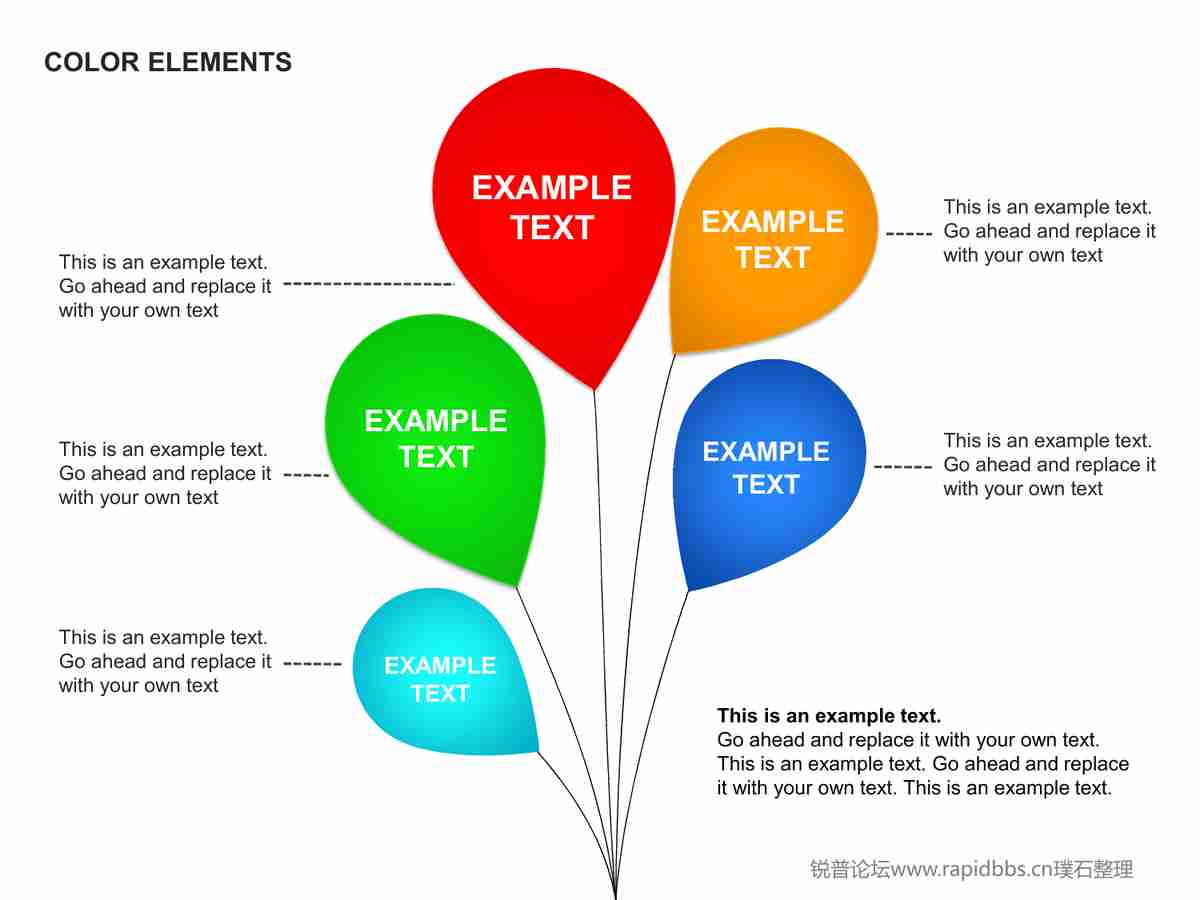 COLOR ELEMENTS
EXAMPLE
TEXT
EXAMPLE
TEXT
This is an example text.
Go ahead and replace it
with your own text
This is an example text.
Go ahead and replace it
with your own text
EXAMPLE
TEXT
EXAMPLE
TEXT
This is an example text.
Go ahead and replace it
with your own text
This is an example text.
Go ahead and replace it
with your own text
This is an example text.
Go ahead and replace it
with your own text
EXAMPLE
TEXT
This is an example text.
Go ahead and replace it with your own text.
This is an example text. Go ahead and replace
it with your own text. This is an example text.
锐普论坛www.rapidbbs.cn璞石整理